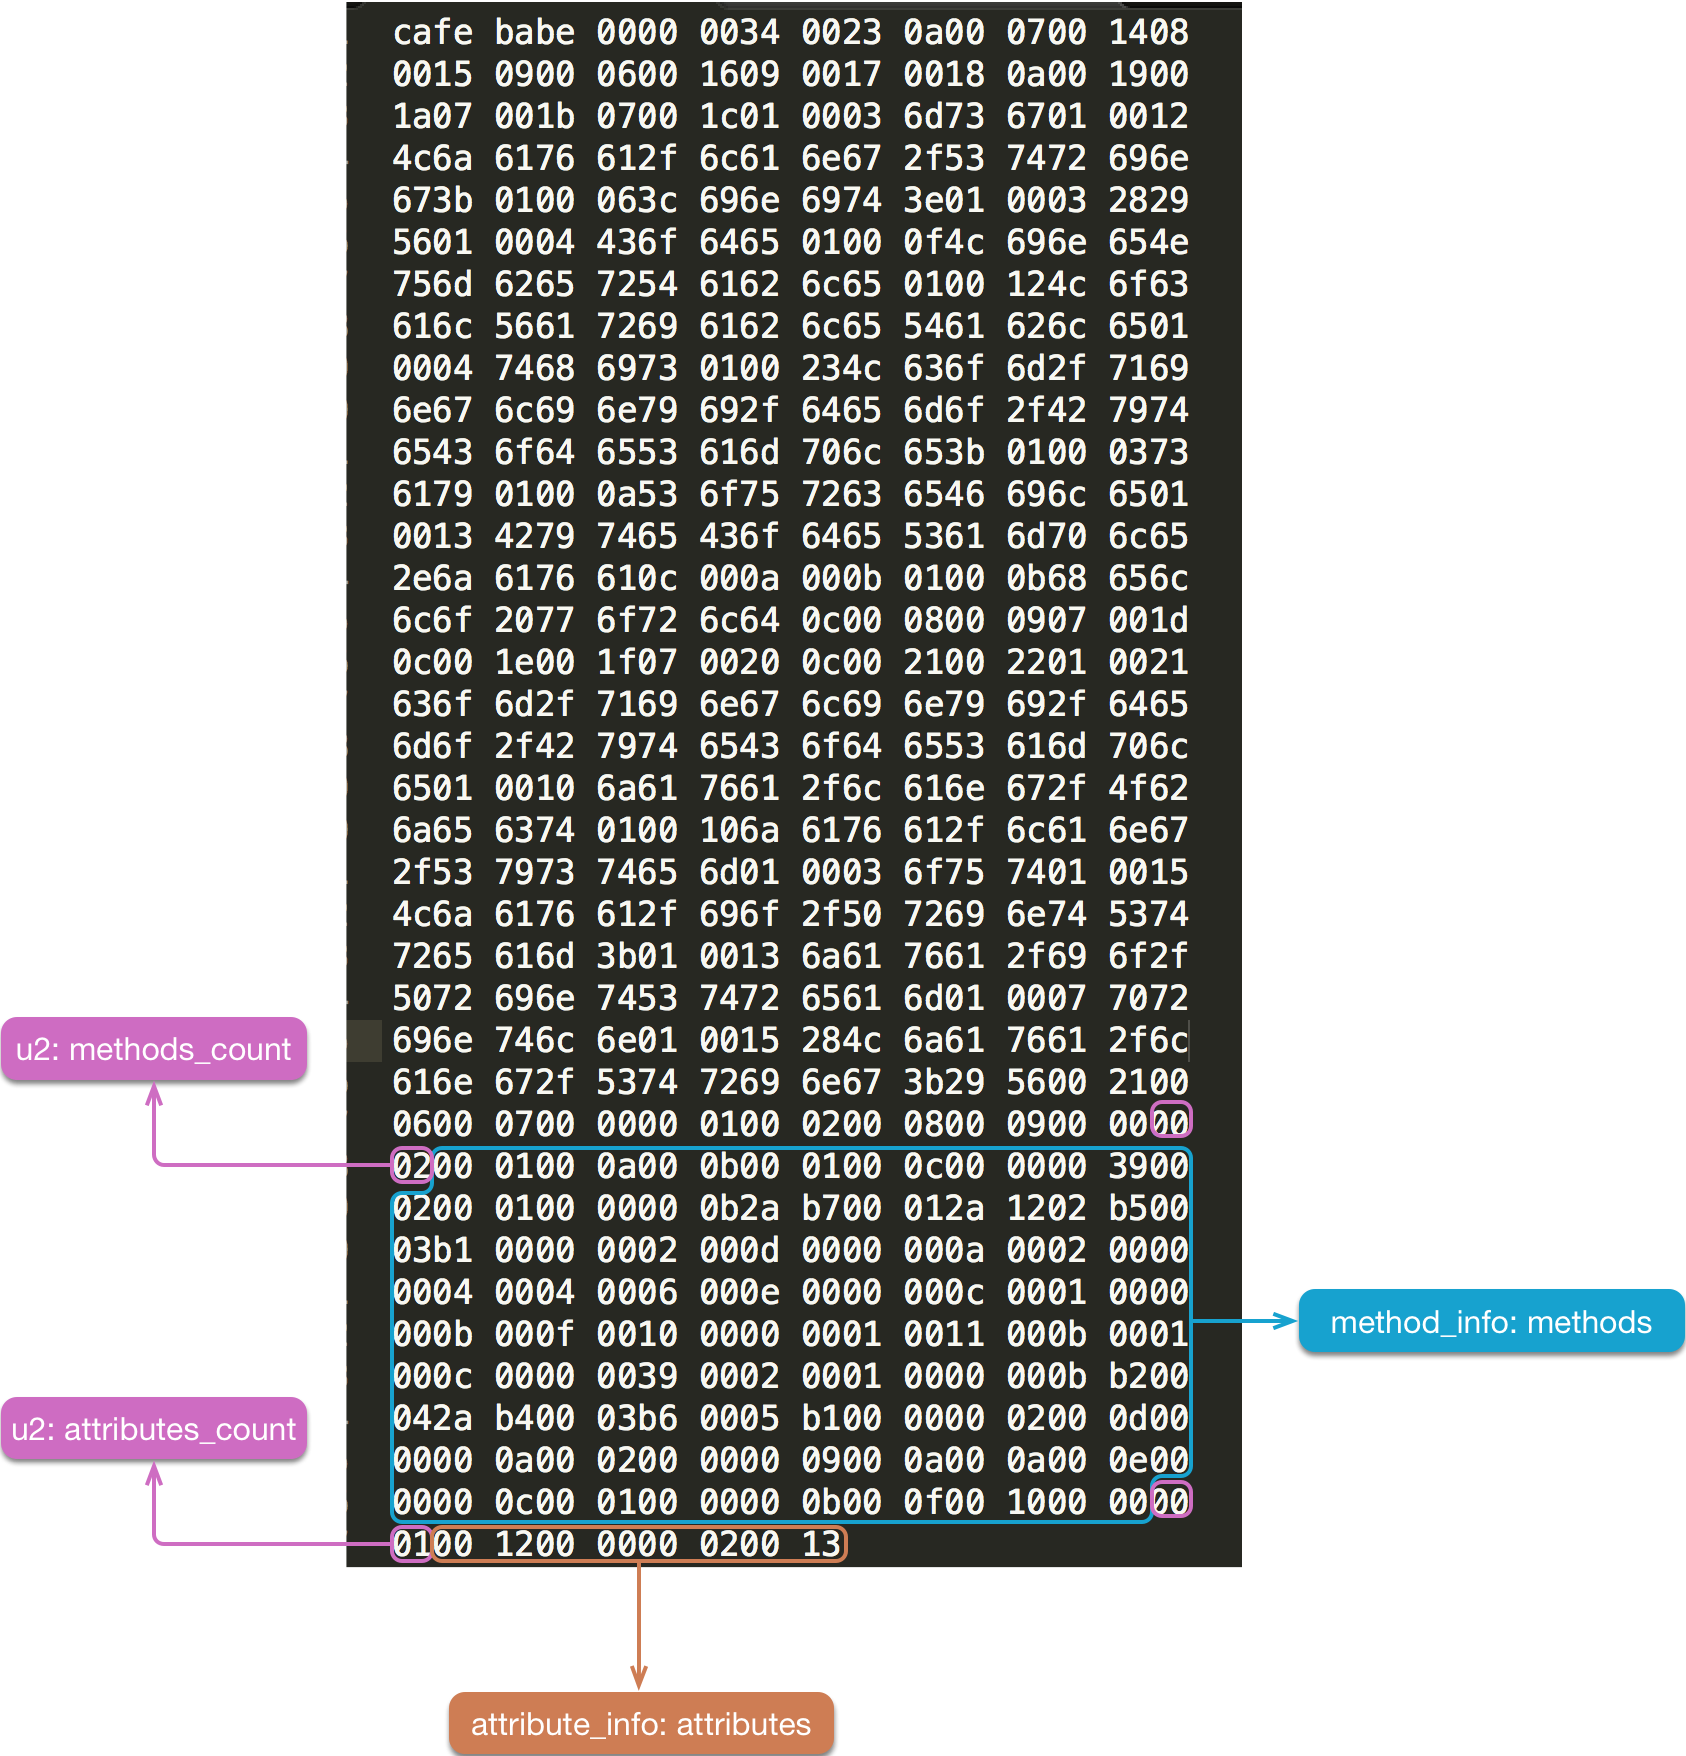 cafe babe 0000 0034 0023 0a00 0700 1408
0015 0900 0600 1609 0017 0018 0a00 1900
1a07 001b 0700 1c01 0003 6d73 6701 0012
4c6a 6176 612f 6c61 6e67 2f53 7472 696e
673b 0100 063c 696e 6974 3e01 0003 2829
5601 0004 436f 6465 0100 0f4c 696e 654e
756d 6265 7254 6162 6c65 0100 124c 6f63
616c 5661 7269 6162 6c65 5461 626c 6501
0004 7468 6973 0100 234c 636f 6d2f 7169
6e67 6c69 6e79 692f 6465 6d6f 2f42 7974
6543 6f64 6553 616d 706c 653b 0100 0373
6179 0100 0a53 6f75 7263 6546 696c 6501
0013 4279 7465 436f 6465 5361 6d70 6c65
2e6a 6176 610c 000a 000b 0100 0b68 656c
6c6f 2077 6f72 6c64 0c00 0800 0907 001d
0c00 1e00 1f07 0020 0c00 2100 2201 0021
636f 6d2f 7169 6e67 6c69 6e79 692f 6465
6d6f 2f42 7974 6543 6f64 6553 616d 706c
6501 0010 6a61 7661 2f6c 616e 672f 4f62
6a65 6374 0100 106a 6176 612f 6c61 6e67
2f53 7973 7465 6d01 0003 6f75 7401 0015
4c6a 6176 612f 696f 2f50 7269 6e74 5374
7265 616d 3b01 0013 6a61 7661 2f69 6f2f
5072 696e 7453 7472 6561 6d01 0007 7072
696e 746c 6e01 0015 284c 6a61 7661 2f6c
u2: methods_count
616e 672f 5374 7269 6e67 3b29 5600 2100
0600 0700 0000 0100 0200 0800 0900 0000
0200 0100 0a00 0b00 0100 0c00 0000 3900
0200 0100 0000 0b2a b700 012a 1202 b500
03b1 0000 0002 000d 0000 000a 0002 0000
0004 0004 0006 000e 0000 000c 0001 0000
method_info: methods
000b 000f 0010 0000 0001 0011 000b 0001
000c 0000 0039 0002 0001 0000 000b b200
042a b400 03b6 0005 b100 0000 0200 0d00
u2: attributes_count
0000 0a00 0200 0000 0900 0a00 0a00 0e00
0000 0c00 0100 0000 0b00 0f00 1000 0000
0100 1200 0000 0200 13
attribute_info: attributes